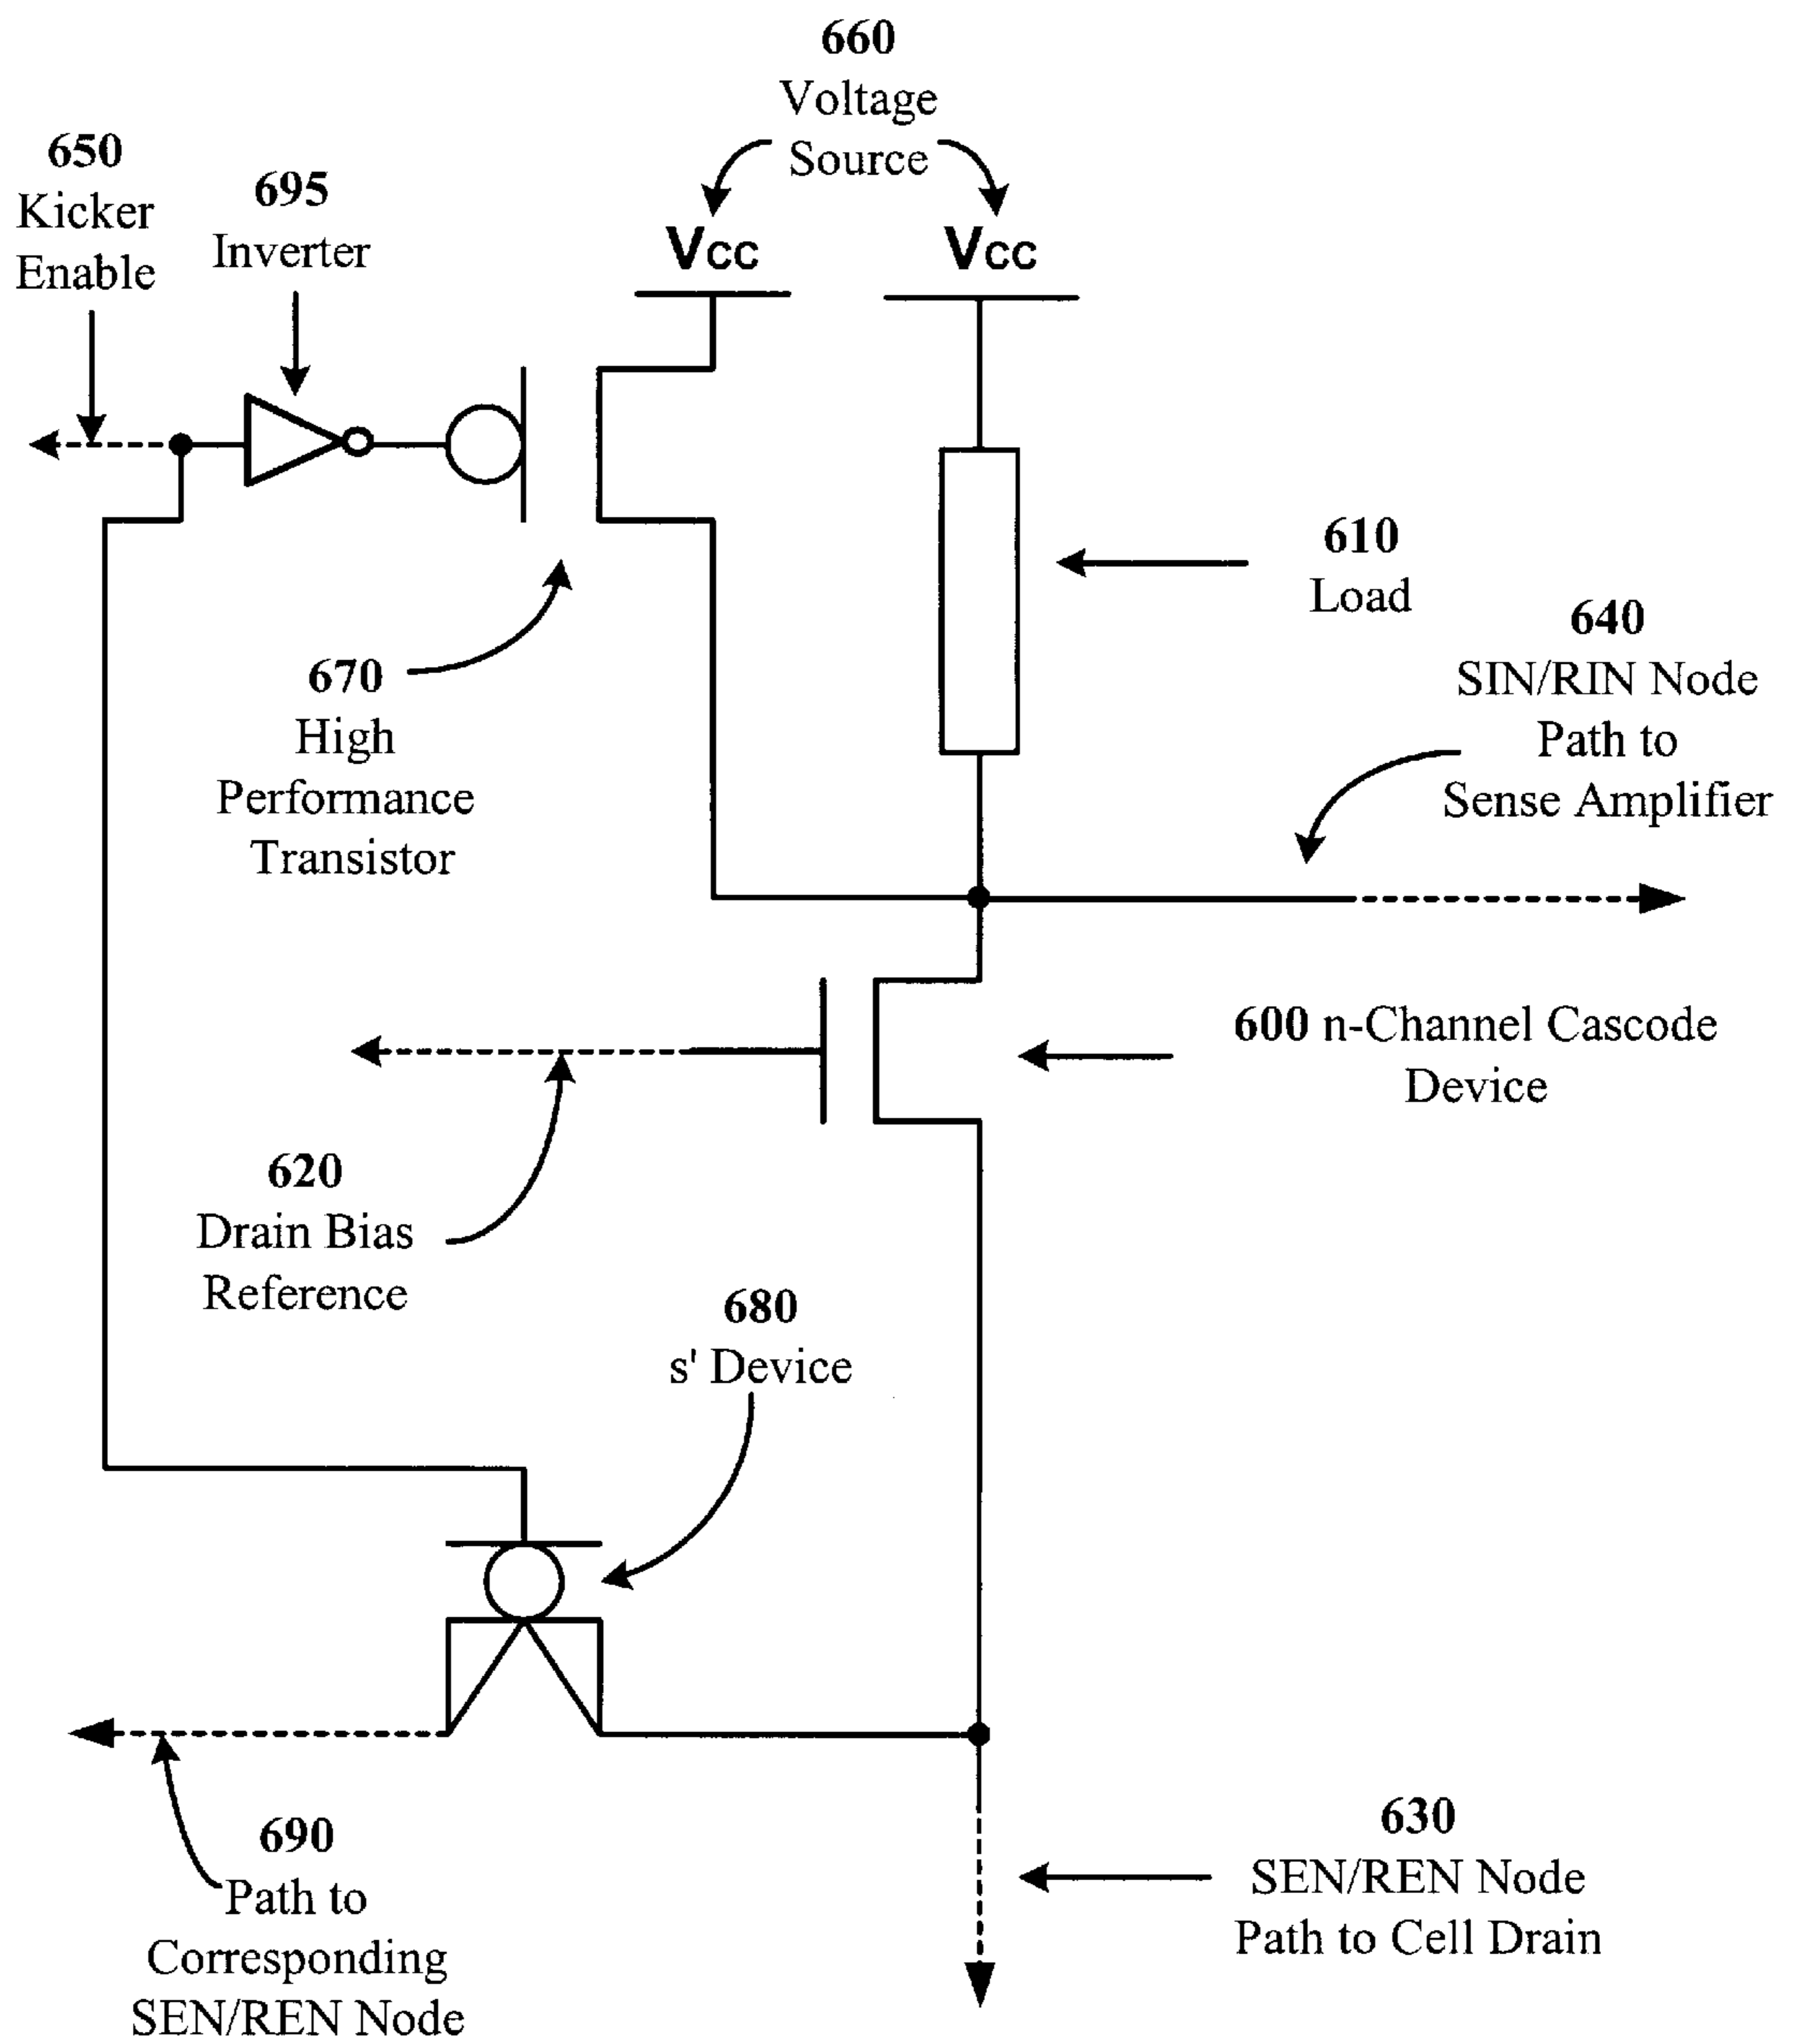 660
Voltage
Source
650
Kicker
Enable
695
Inverter
Vcc
Vcc
610
Load
640
SIN/RIN Node
Path to
Sense Amplifier
670
High
Performance
Transistor
600 n-Channel Cascode
Device
620
Drain Bias
Reference
680
s' Device
690
Path to
Corresponding
SEN/REN Node
630
SEN/REN Node
Path to Cell Drain